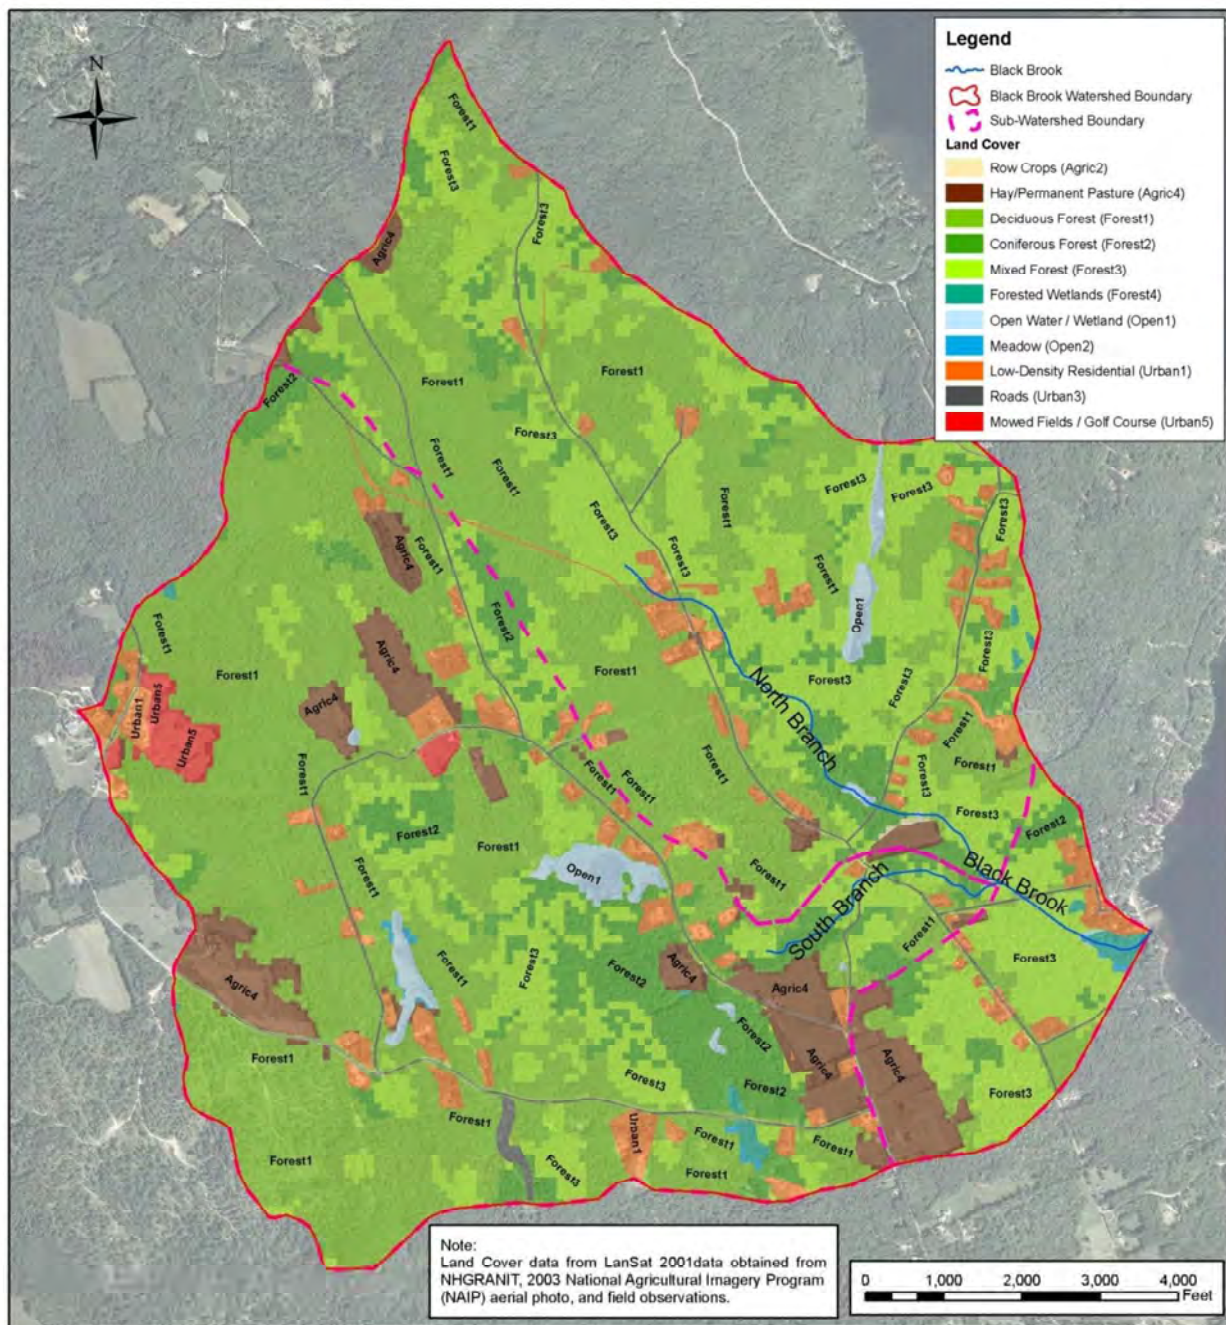 N
Legend
Black Brook
Black Brook Watershed Boundary
Sub-Watershed Boundary
Land Cover
Row Crops (Agric2)
Hay/Permanent Pasture (Agric4)
Deciduous Forest (Forest1)
Coniferous Forest (Forest2)
Mixed Forest (Forest3)
Forested Wetlands (Forest4)
Open Water / Wetland (Open1)
Meadow (Open2)
Low-Density Residential (Urban1)
Roads (Urban3)
Mowed Fields / Golf Course (Urban5)
Forest1
Forest3
Forest3
Agric4
Forest2
Forest1
Forest1
Forest3
Forest1
Forest1
Forest3
Forest1
Forest3
Forest3
Forest3
Agric4
Forest1
Forest3
Forest1
Forest1
Open1
Forest2
Forest1
Forest1
Agric4
Forest1
Forest3
Forest3
Forest3
Agric4
Urban1
Urban5
Urban5
North Branch
Forest1
Forest1
Forest1
Forest1
Forest1
Forest1
Forest3
Forest3
Forest2
Forest2
Forest1
Forest1
Open1
Forest1
South Branch
Black Brook
Forest1
Forest1
Forest3
Forest3
Agric4
Forest2
Agric4
Agric4
Forest2
Forest1
Forest3
Agric4
Agric4
Forest2
Forest3
Forest1
Urban1
Forest1
Forest1
Forest1
Forest3
Forest1
Note:
Land Cover data from LanSat 2001data obtained from
NHGRANIT, 2003 National Agricultural Imagery Program
(NAIP) aerial photo, and field observations.
0 1,000 2,000 3,000 4,000
Feet